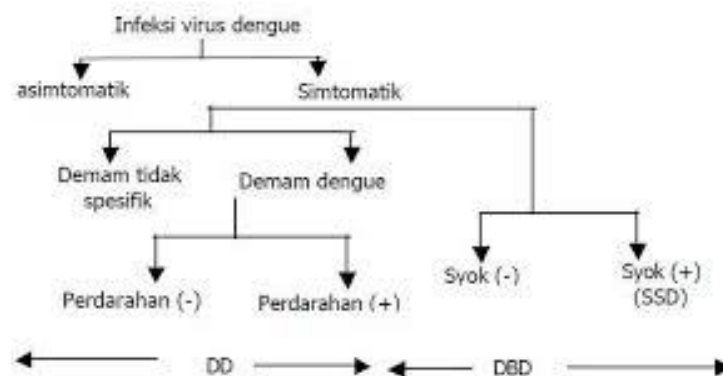 Infeksi virus dengue
asimtomatik
Simtomatik
Demam tidak
spesifik
Demam dengue
Perdarahan (-)
Perdarahan (+)
Syok (-)
Syok (+)
(SSD)
DD
DBD